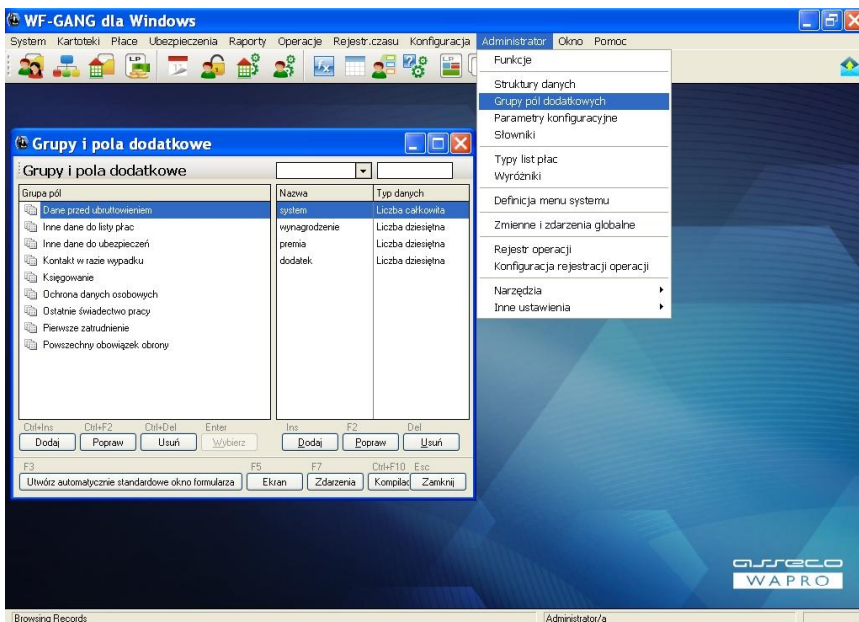 WF-GANG dla Windows
System Kartoteki Płace Ubezpieczenia Raporty Operacje Rejestr.czasu Konfiguracja Administrator Okno Pomoc
Funkcje
Struktury danych
Grupy pól dodatkowych
Parametry konfiguracyjne
Słowniki
Typy list płac
Wyróżniki
Definicja menu systemu
Zmienne i zdarzenia globalne
Rejestr operacji
Konfiguracja rejestracji operacji
Narzędzia
Inne ustawienia
Grupy i pola dodatkowe
Grupy i pola dodatkowe
Grupa pól Nazwa Typ danych
Dane przed ubruttowieniem system Liczba całkowita
Inne dane do listy płac wynagrodzenie Liczba dziesiętna
Inne dane do ubezpieczeń premia Liczba dziesiętna
Kontakt w razie wypadku dodatek Liczba dziesiętna
Księgowanie
Ochrona danych osobowych
Ostatnie świadectwo pracy
Pierwsze zatrudnienie
Powszechny obowiązek obrony
Ctrl+Ins Ctrl+F2 Ctrl+Del Enter Ins F2 Del
Dodaj Popraw Usuń Wybierz Dodaj Popraw Usuń
F3 F5 F7 Ctrl+F10 Esc
Utwórz automatycznie standardowe okno formularza Ekran Zdarzenia Kompilac Zamknij
asseco
WAPRO
Browsing Records Administrator/a